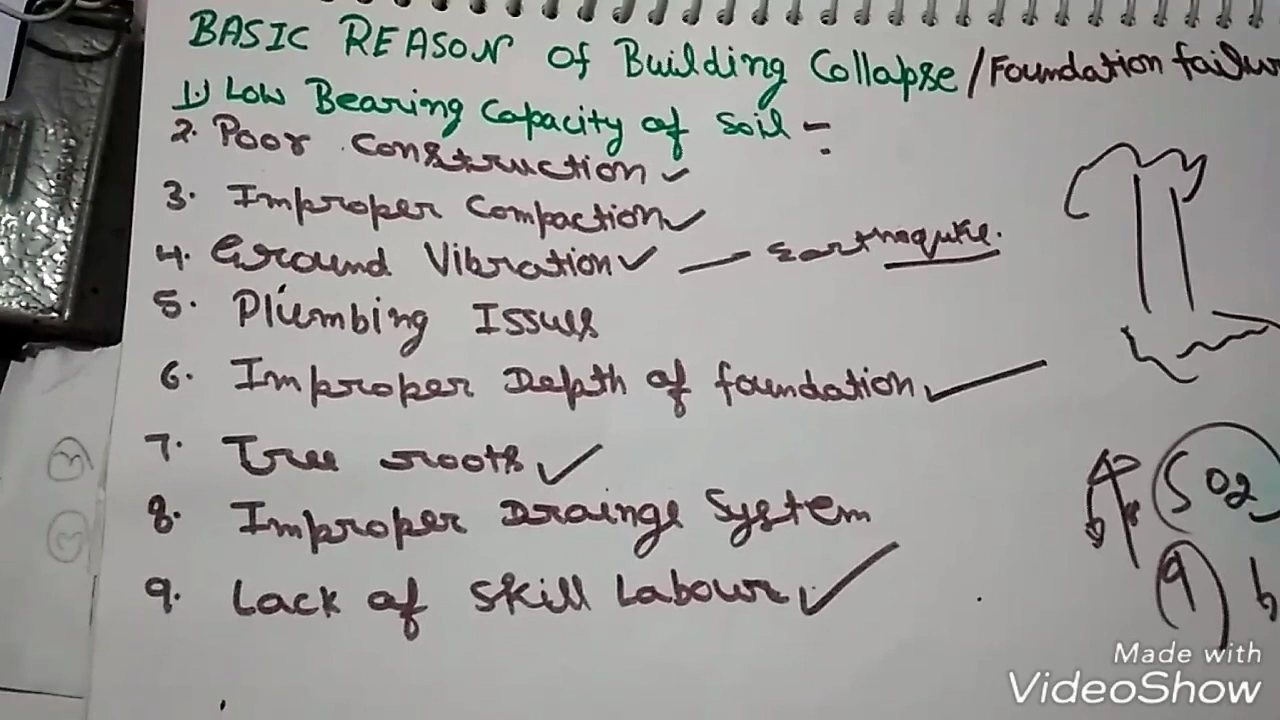 BASIC REASON of Building Collapse/Foundation failur
1.) Low Bearing Capacity of Soil -:
2. Poor Construction ✓
3. Improper Compaction ✓
4. Ground Vibration ✓ — Earthoquke.
5. Plumbing Issues
6. Improper Depth of foundation ✓
7. Tree roots ✓
8. Improper Drainge System
9. Lack of Skill Labour ✓
Made with
VideoShow